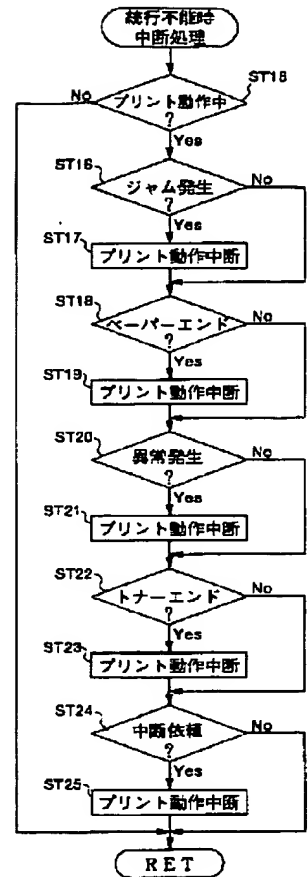 続行不能時
中断処理
ST18
No
プリント動作中
?
Yes
ST16
No
ジャム発生
?
Yes
ST17
プリント動作中断
ST18
No
ペーパーエンド
?
Yes
ST19
プリント動作中断
ST20
No
異常発生
?
Yes
ST21
プリント動作中断
ST22
No
トナーエンド
?
Yes
ST23
プリント動作中断
ST24
No
中断依頼
?
Yes
ST25
プリント動作中断
RET